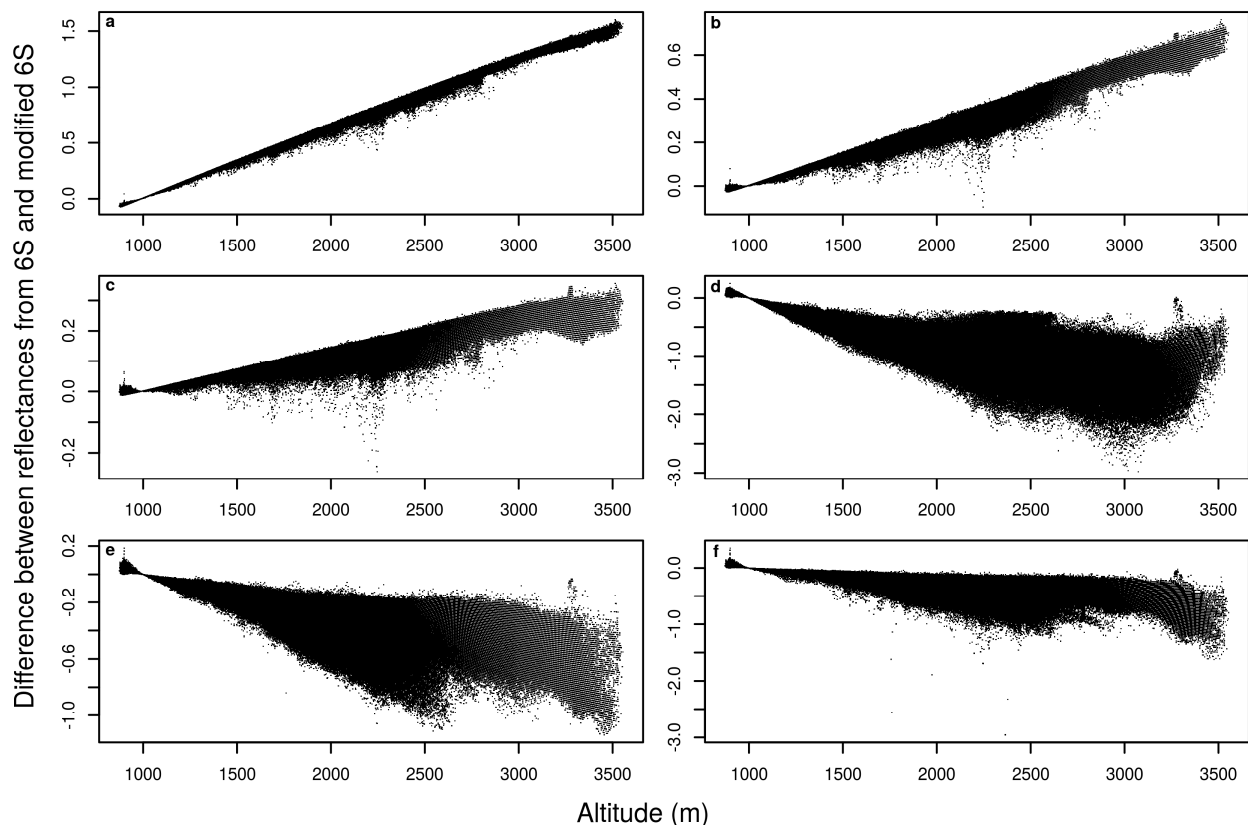 Difference between reflectances from 6S and modified 6S
a
1.5
1.0
0.5
0.0
1000 1500 2000 2500 3000 3500
b
0.6
0.4
0.2
0.0
1000 1500 2000 2500 3000 3500
c
0.2
0.0
-0.2
1000 1500 2000 2500 3000 3500
d
0.0
-1.0
-2.0
-3.0
1000 1500 2000 2500 3000 3500
e
0.2
-0.2
-0.6
-1.0
1000 1500 2000 2500 3000 3500
f
0.0
-1.0
-2.0
-3.0
1000 1500 2000 2500 3000 3500
Altitude (m)